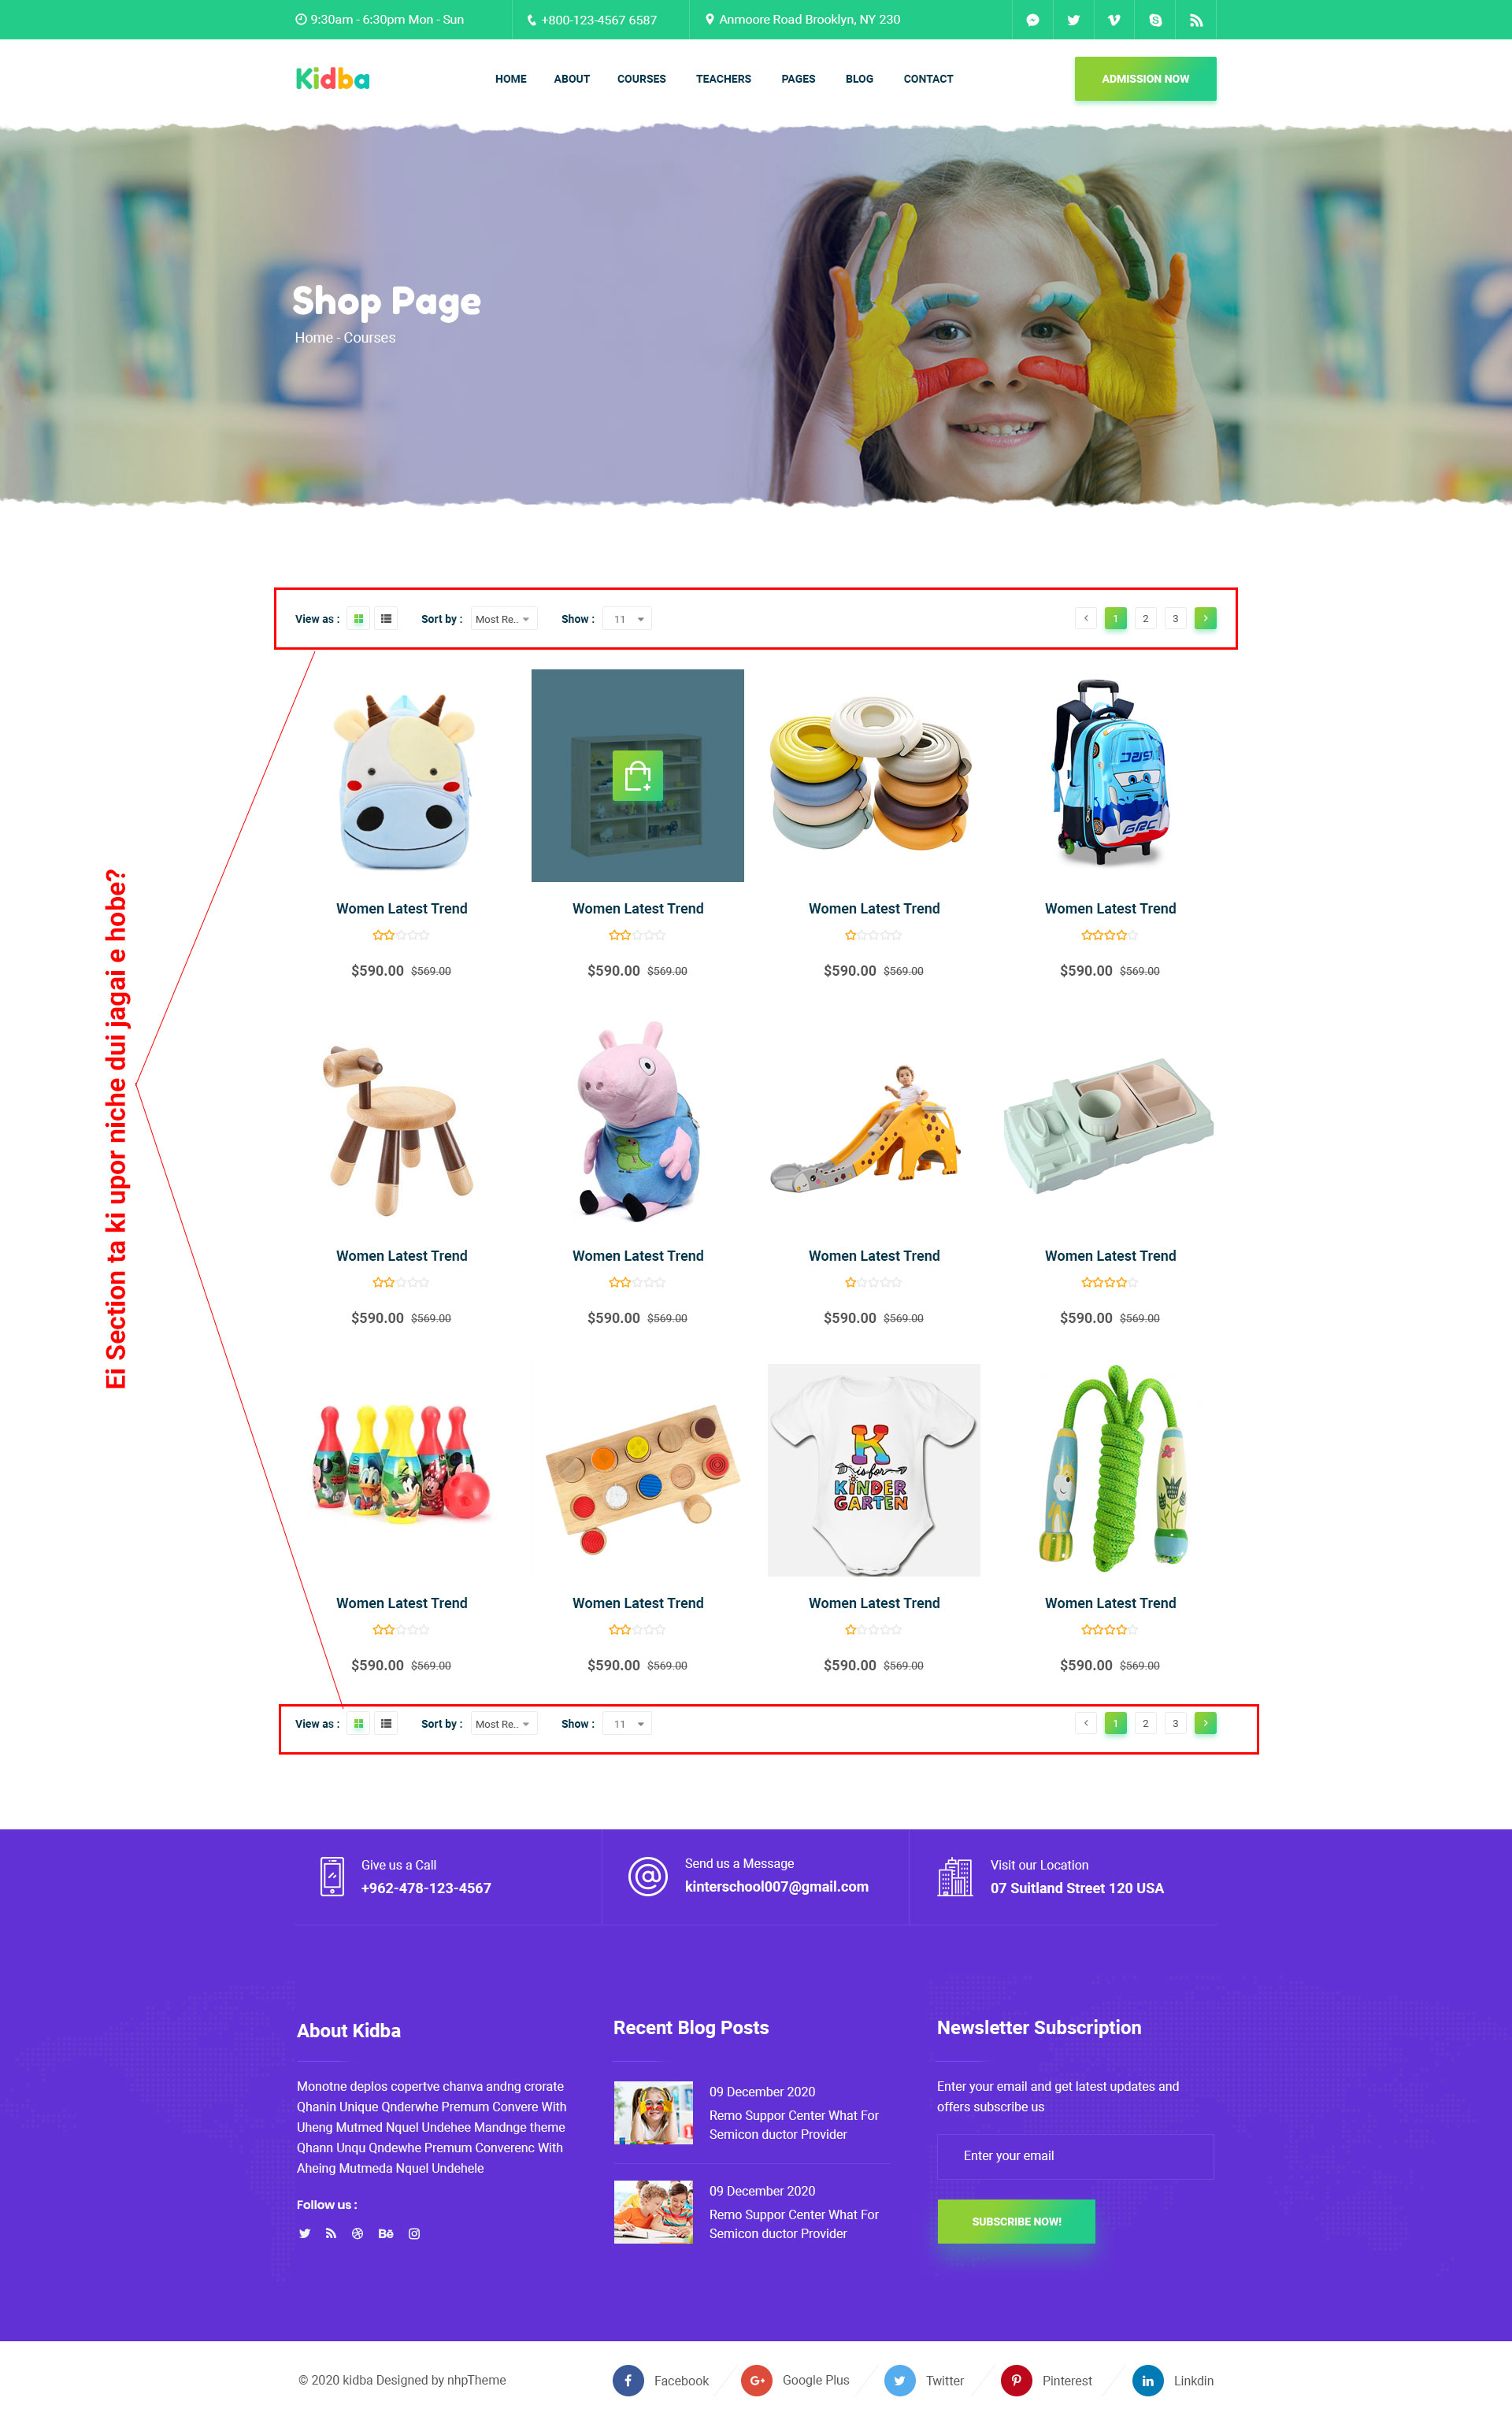 9:30am - 6:30pm Mon - Sun
+800-123-4567 6587
Anmoore Road Brooklyn, NY 230
Kidba
HOME
ABOUT
COURSES
TEACHERS
PAGES
BLOG
CONTACT
ADMISSION NOW
Shop Page
Home - Courses
View as :
Sort by :
Most Re..
Show :
11
1
2
3
Ei Section ta ki upor niche dui jagai e hobe?
GRC
Women Latest Trend
Women Latest Trend
Women Latest Trend
Women Latest Trend
$590.00 $569.00
$590.00 $569.00
$590.00 $569.00
$590.00 $569.00
Women Latest Trend
Women Latest Trend
Women Latest Trend
Women Latest Trend
$590.00 $569.00
$590.00 $569.00
$590.00 $569.00
$590.00 $569.00
K
is for
KINDER
GARTEN
Women Latest Trend
Women Latest Trend
Women Latest Trend
Women Latest Trend
$590.00 $569.00
$590.00 $569.00
$590.00 $569.00
$590.00 $569.00
View as :
Sort by :
Most Re..
Show :
11
1
2
3
Give us a Call
+962-478-123-4567
Send us a Message
kinterschool007@gmail.com
Visit our Location
07 Suitland Street 120 USA
About Kidba
Monotne deplos copertve chanva andng crorate
Qhanin Unique Qnderwhe Premum Convere With
Uheng Mutmed Nquel Undehee Mandnge theme
Qhann Unqu Qndewhe Premum Converenc With
Aheing Mutmeda Nquel Undehele
Follow us :
Recent Blog Posts
09 December 2020
Remo Suppor Center What For
Semicon ductor Provider
09 December 2020
Remo Suppor Center What For
Semicon ductor Provider
Newsletter Subscription
Enter your email and get latest updates and
offers subscribe us
Enter your email
SUBSCRIBE NOW!
© 2020 kidba Designed by nhpTheme
Facebook
Google Plus
Twitter
Pinterest
Linkdin